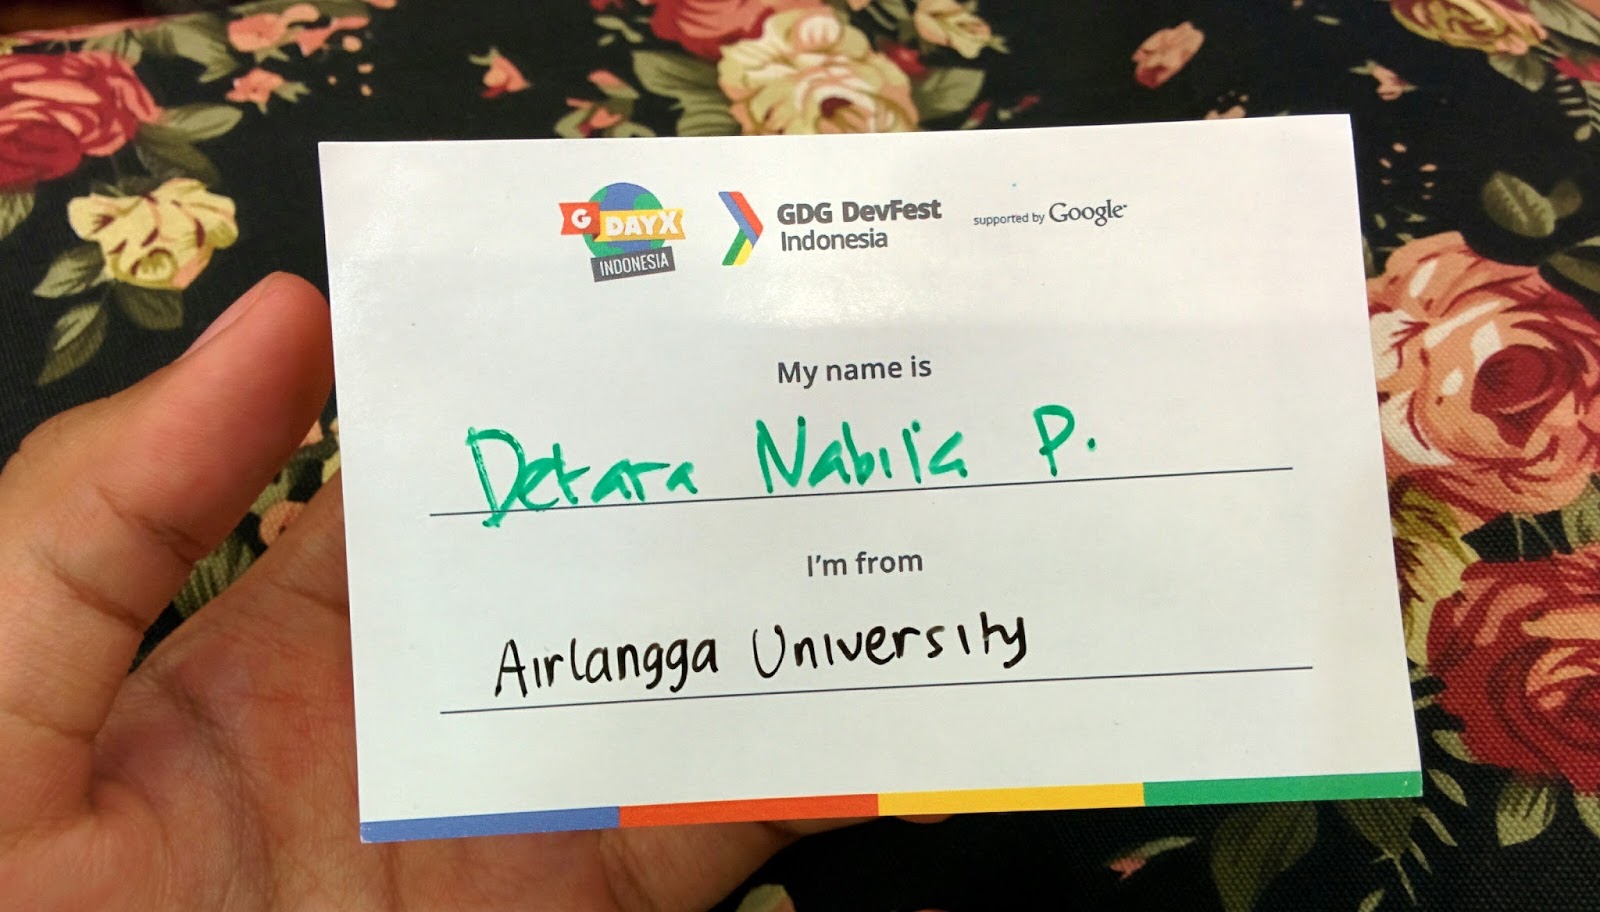 G DAYX
INDONESIA
GDG DevFest
Indonesia
supported by Google
My name is
Detara Nabila P.
I'm from
Airlangga University